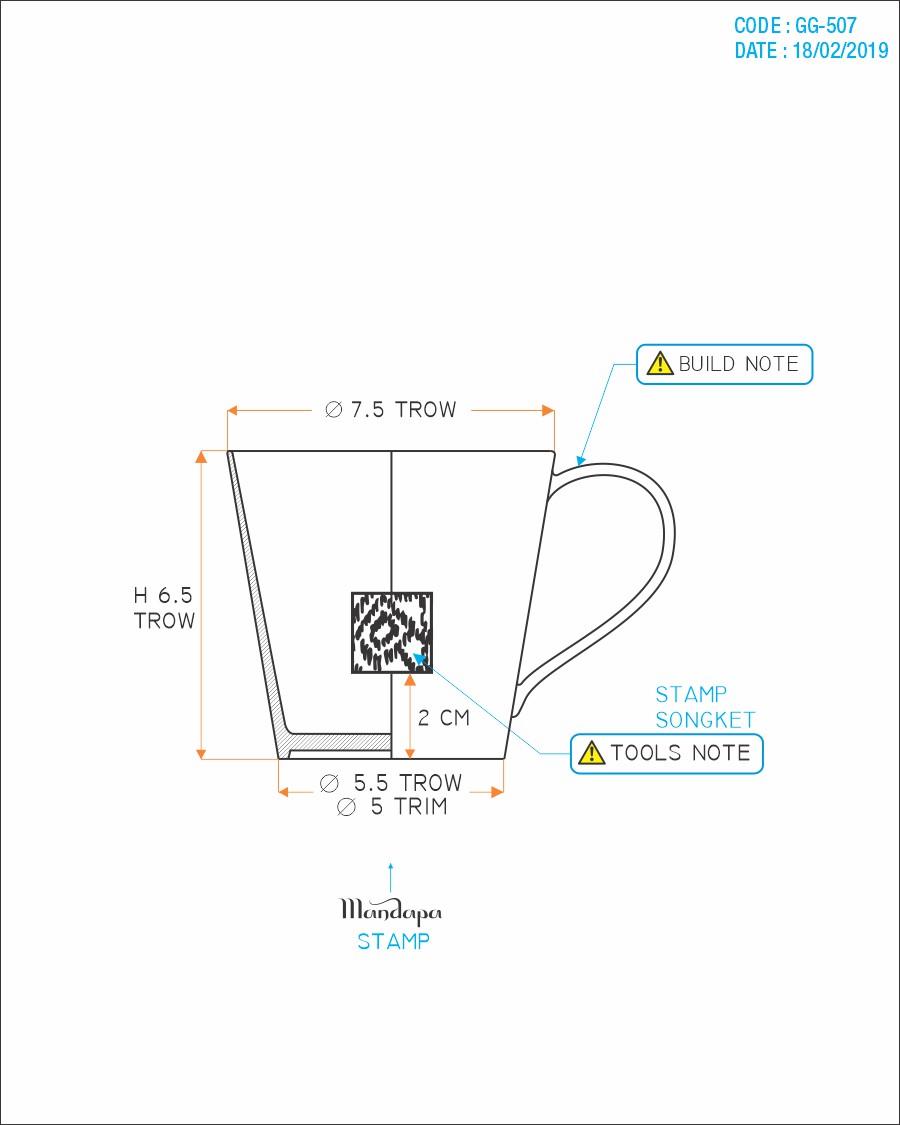 CODE : GG-507
DATE : 18/02/2019
BUILD NOTE
∅ 7.5 TROW
H 6.5
TROW
2 CM
STAMP
SONGKET
TOOLS NOTE
∅ 5.5 TROW
∅ 5 TRIM
Mandapa
STAMP